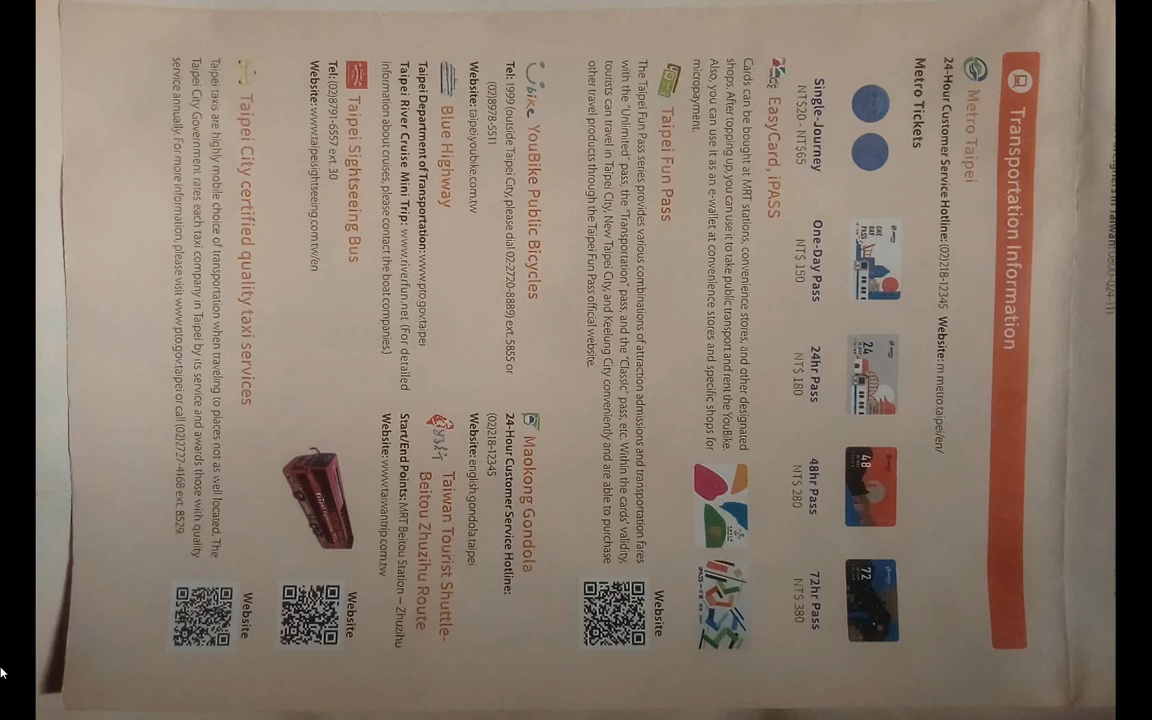 Transportation Information
Metro Taipei
24-Hour Customer Service Hotline: (02)218-12345 Website: m.metro.taipei/en/
Metro Tickets
ONE DAY PASS
24
48
72
Single-Journey
NT$20 - NT$65
One-Day Pass
NT$ 150
24hr Pass
NT$ 180
48hr Pass
NT$ 280
72hr Pass
NT$ 380
EasyCard, iPASS
Cards can be bought at MRT stations, convenience stores, and other designated
shops. After topping up, you can use it to take public transport and rent the YouBike.
Also, you can use it as an e-wallet at convenience stores and specific shops for
micropayment.
Taipei Fun Pass
The Taipei Fun Pass series provides various combinations of attraction admissions and transportation fares
with the "Unlimited" pass, the "Transportation" pass, and the "Classic" pass, etc. Within the cards' validity,
tourists can travel in Taipei City, New Taipei City, and Keelung City conveniently and are able to purchase
other travel products through the Taipei Fun Pass official website.
Website
Ubike YouBike Public Bicycles
Tel: 1999 (outside Taipei City, please dial 02-2720-8889) ext. 5855 or
(02)8978-5511
Website: taipei.youbike.com.tw
Maokong Gondola
24-Hour Customer Service Hotline:
(02)218-12345
Website: english.gondola.taipei
Blue Highway
Taipei Department of Transportation: www.pto.gov.taipei
Taipei River Cruise Mini Trip: www.riverfun.net (For detailed
information about cruises, please contact the boat companies)
Taiwan Tourist Shuttle-
Beitou Zhuzihu Route
Start/End Points: MRT Beitou Station – Zhuzihu
Website: www.taiwantrip.com.tw
Taipei Sightseeing Bus
Tel: (02)8791-6557 ext. 30
Website: www.taipeisightseeing.com.tw/en
Website
Taipei City certified quality taxi services
Taipei taxis are highly mobile choice of transportation when traveling to places not as well located. The
Taipei City Government rates each taxi company in Taipei by its service and awards those with quality
service annually. For more information, please visit www.pto.gov.taipei or call (02)2727-4168 ext. 8529.
Website